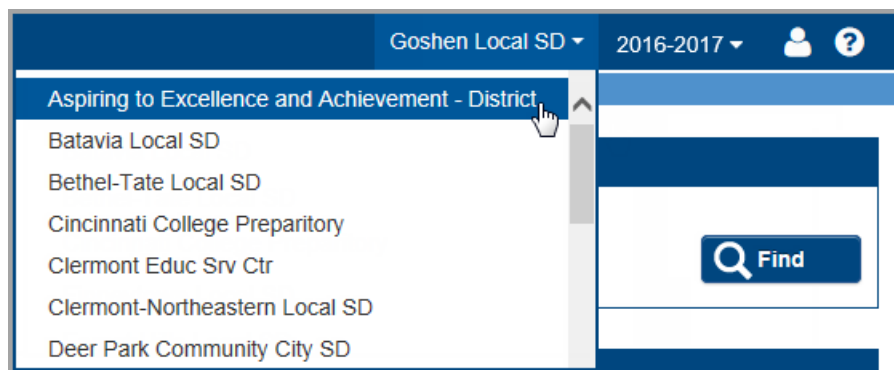 Goshen Local SD 2016-2017 ?
Aspiring to Excellence and Achievement - District
Batavia Local SD
Bethel-Tate Local SD
Cincinnati College Preparitory
Clermont Educ Srv Ctr
Find
Clermont-Northeastern Local SD
Deer Park Community City SD